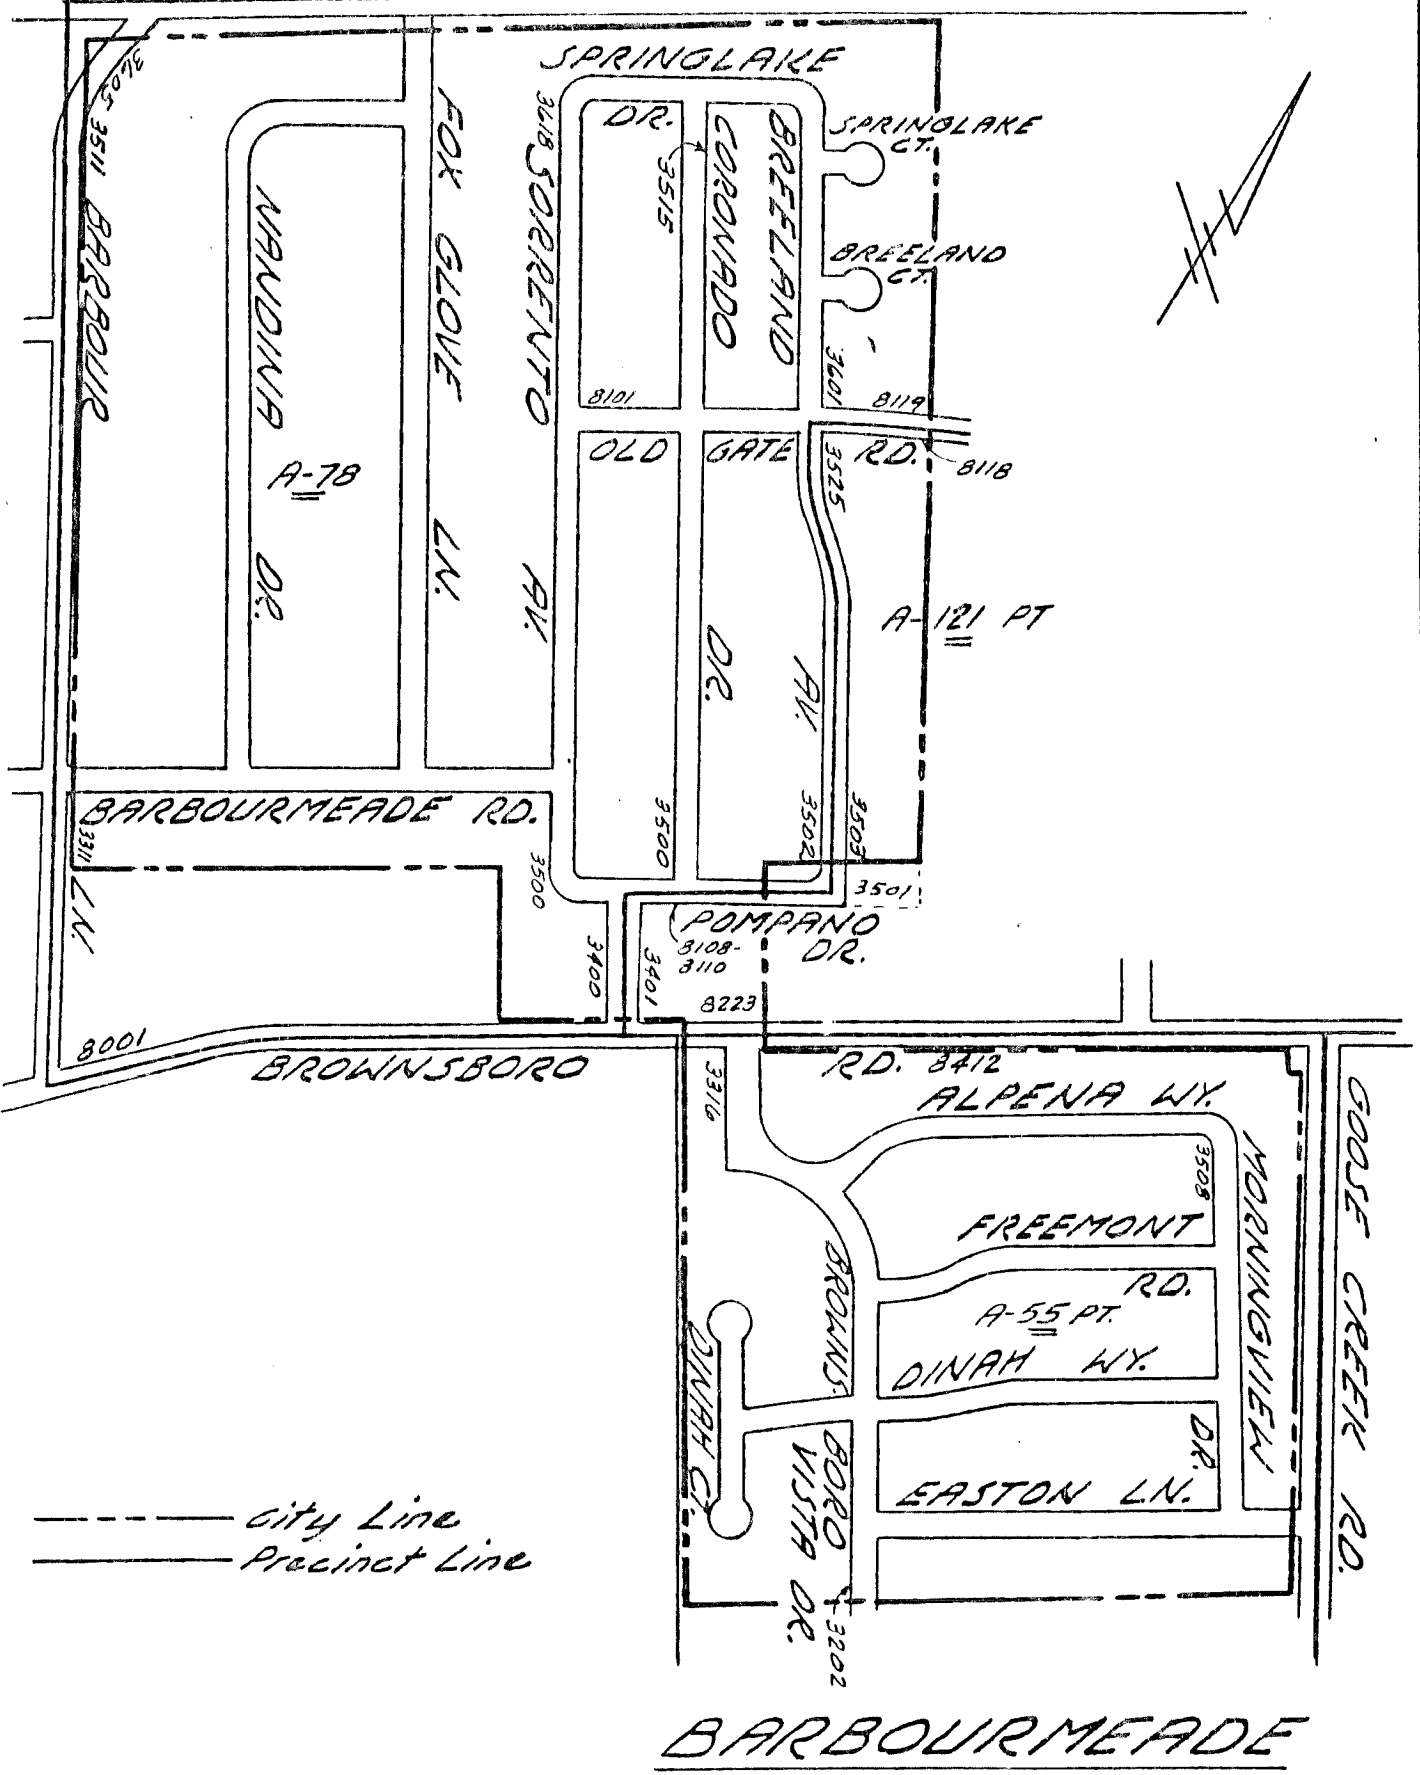 SPRINGLAKE
DR.
3605
3511 BARBOUR
LN.
3311
NANDINA
DR.
A-78
FOX GLOVE LN.
3618 SORRENTO AV.
3515
CORONADO
DR.
BREELAND
AV.
SPRINGLAKE
CT.
BREELAND
CT.
3601
8101
8119
OLD GATE RD.
8118
3525
A-121 PT
BARBOURMEADE RD.
3500
3500
3502
3503
3501
POMPANO
DR.
8108-
8110
3400
3401
8223
8001
BROWNSBORO RD. 8412
3316
ALPENA WY.
3508
MORNINGVIEW
DR.
GOOSE CREEK RD.
FREEMONT
RD.
A-55 PT.
DINAH WY.
DINAH CT.
BROWNS-
BORO
VISTA DR.
EASTON LN.
3202
City Line
Precinct Line
BARBOURMEADE